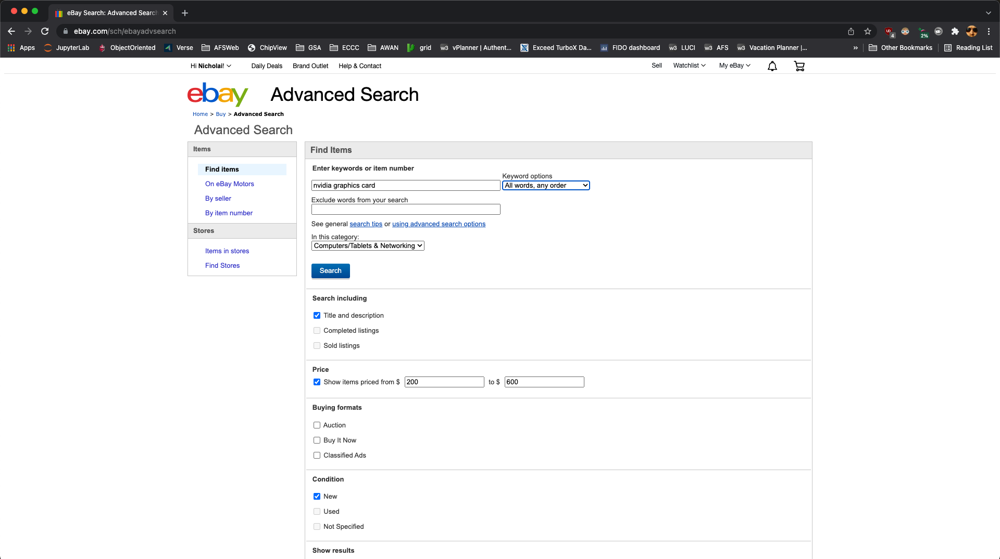 eBay Search: Advanced Search
ebay.com/sch/ebayadvsearch
4
2%
Apps JupyterLab ObjectOriented Verse AFSWeb ChipView GSA ECCC AWAN grid w3 vPlanner | Authent... Exceed TurboX Da... FIDO dashboard w3 LUCI w3 AFS w3 Vacation Planner |... » Other Bookmarks Reading List
Hi Nicholai! Daily Deals Brand Outlet Help & Contact Sell Watchlist My eBay
ebay Advanced Search
Home > Buy > Advanced Search
Advanced Search
Items
Find items
On eBay Motors
By seller
By item number
Stores
Items in stores
Find Stores
Find Items
Enter keywords or item number
Keyword options
nvidia graphics card All words, any order
Exclude words from your search
See general search tips or using advanced search options
In this category:
Computers/Tablets & Networking
Search
Search including
Title and description
Completed listings
Sold listings
Price
Show items priced from $ 200 to $ 600
Buying formats
Auction
Buy It Now
Classified Ads
Condition
New
Used
Not Specified
Show results